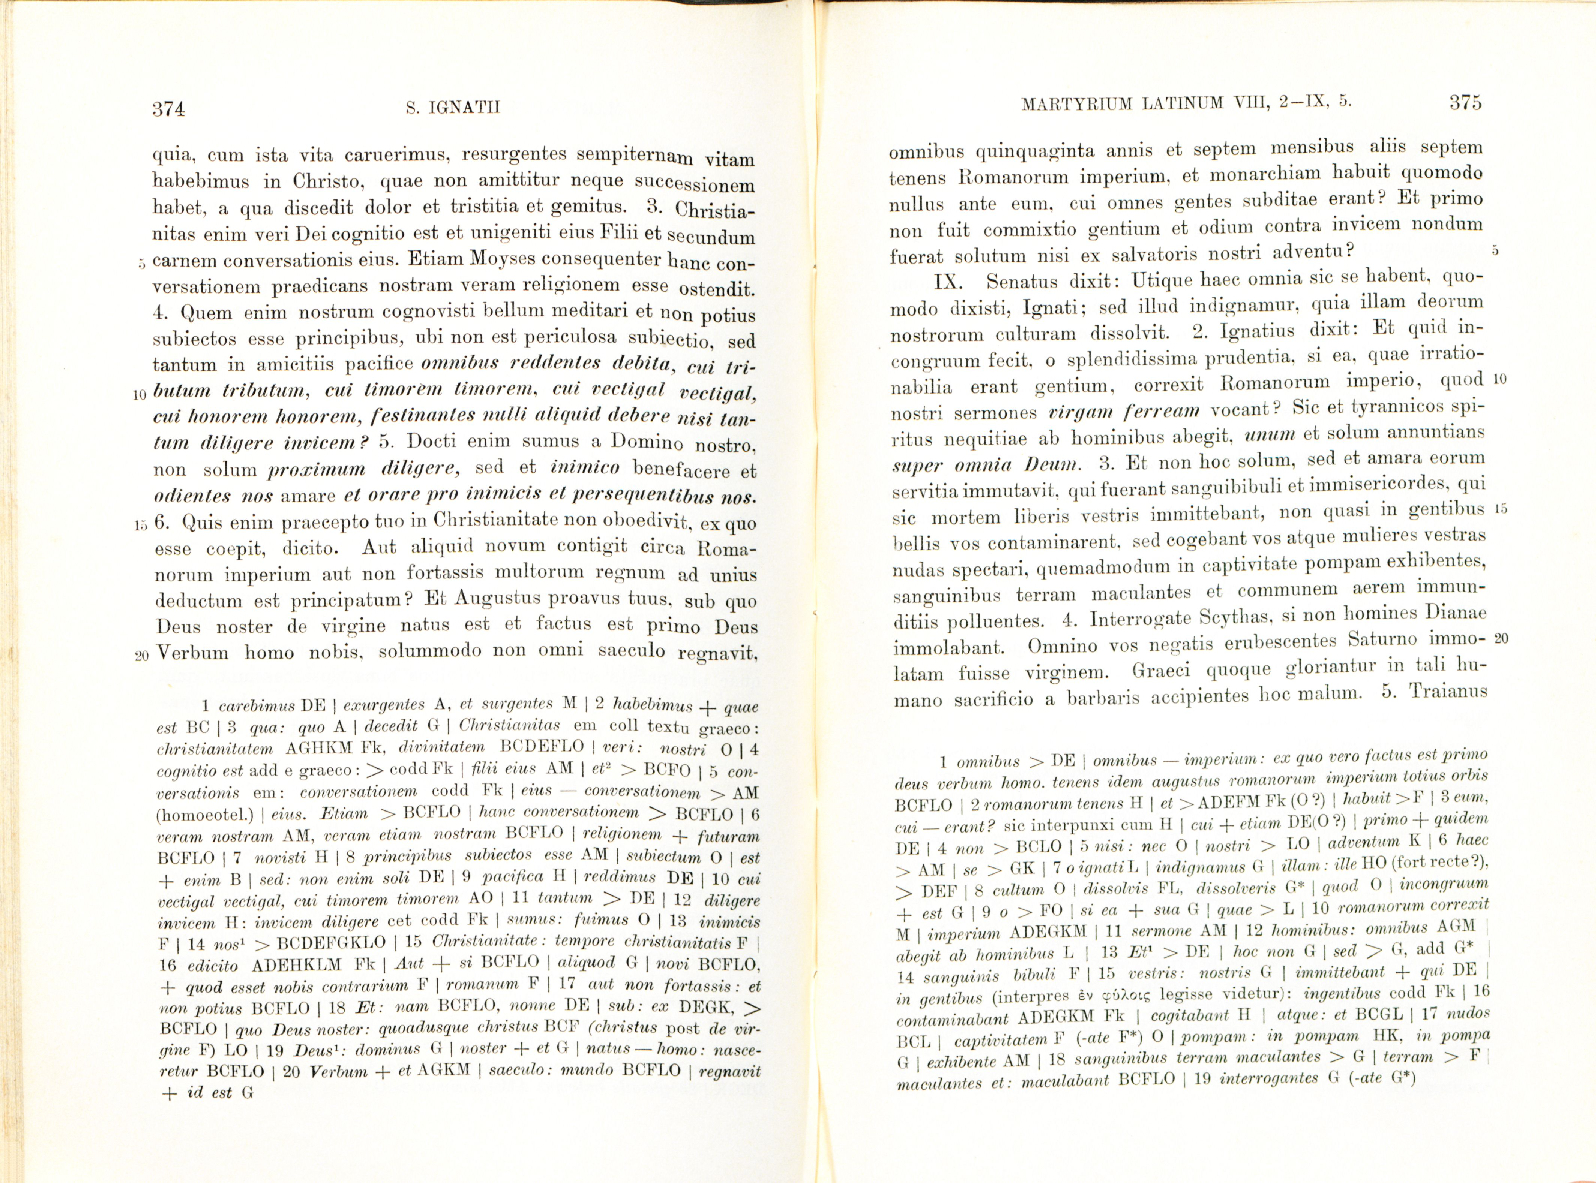 374
S. IGNATII
quia, cum ista vita caruerimus, resurgentes sempiternam vitam
habebimus in Christo, quae non amittitur neque successionem
habet, a qua discedit dolor et tristitia et gemitus. 3. Christia-
nitas enim veri Dei cognitio est et unigeniti eius Filii et secundum
5 carnem conversationis eius. Etiam Moyses consequenter hanc con-
versationem praedicans nostram veram religionem esse ostendit.
4. Quem enim nostrum cognovisti bellum meditari et non potius
subiectos esse principibus, ubi non est periculosa subiectio, sed
tantum in amicitiis pacifice omnibus reddentes debita, cui tri-
10 butum tributum, cui timorem timorem, cui vectigal vectigal,
cui honorem honorem, festinantes nulli aliquid debere nisi tan-
tum diligere invicem? 5. Docti enim sumus a Domino nostro,
non solum proximum diligere, sed et inimico benefacere et
odientes nos amare et orare pro inimicis et persequentibus nos.
15 6. Quis enim praecepto tuo in Christianitate non oboedivit, ex quo
esse coepit, dicito. Aut aliquid novum contigit circa Roma-
norum imperium aut non fortassis multorum regnum ad unius
deductum est principatum? Et Augustus proavus tuus, sub quo
Deus noster de virgine natus est et factus est primo Deus
20 Verbum homo nobis, solummodo non omni saeculo regnavit,
1 carebimus DE | exurgentes A, et surgentes M | 2 habebimus + quae
est BC | 3 qua: quo A | decedit G | Christianitas em coll textu graeco:
christianitatem AGHKM Fk, divinitatem BCDEFLO | veri: nostri O | 4
cognitio est add e graeco: > codd Fk | filii eius AM | et² > BCFO | 5 con-
versationis em: conversationem codd Fk | eius — conversationem > AM
(homoeotel.) | eius. Etiam > BCFLO | hanc conversationem > BCFLO | 6
veram nostram AM, veram etiam nostram BCFLO | religionem + futuram
BCFLO | 7 novisti H | 8 principibus subiectos esse AM | subiectum O | est
+ enim B | sed: non enim soli DE | 9 pacifica H | reddimus DE | 10 cui
vectigal vectigal, cui timorem timorem AO | 11 tantum > DE | 12 diligere
invicem H: invicem diligere cet codd Fk | sumus: fuimus O | 13 inimicis
F | 14 nos¹ > BCDEFGKLO | 15 Christianitate: tempore christianitatis F |
16 edicito ADEHKLM Fk | Aut + si BCFLO | aliquod G | novi BCFLO,
+ quod esset nobis contrarium F | romanum F | 17 aut non fortassis: et
non potius BCFLO | 18 Et: nam BCFLO, nonne DE | sub: ex DEGK, >
BCFLO | quo Deus noster: quoadusque christus BCF (christus post de vir-
gine F) LO | 19 Deus¹: dominus G | noster + et G | natus — homo: nasce-
retur BCFLO | 20 Verbum + et AGKM | saeculo: mundo BCFLO | regnavit
+ id est G
MARTYRIUM LATINUM VIII, 2—IX, 5.
375
omnibus quinquaginta annis et septem mensibus aliis septem
tenens Romanorum imperium, et monarchiam habuit quomodo
nullus ante eum, cui omnes gentes subditae erant? Et primo
non fuit commixtio gentium et odium contra invicem nondum
fuerat solutum nisi ex salvatoris nostri adventu? 5
IX. Senatus dixit: Utique haec omnia sic se habent, quo-
modo dixisti, Ignati; sed illud indignamur, quia illam deorum
nostrorum culturam dissolvit. 2. Ignatius dixit: Et quid in-
congruum fecit, o splendidissima prudentia, si ea, quae irratio-
nabilia erant gentium, correxit Romanorum imperio, quod 10
nostri sermones virgam ferream vocant? Sic et tyrannicos spi-
ritus nequitiae ab hominibus abegit, unum et solum annuntians
super omnia Deum. 3. Et non hoc solum, sed et amara eorum
servitia immutavit, qui fuerant sanguibibuli et immisericordes, qui
sic mortem liberis vestris immittebant, non quasi in gentibus 15
bellis vos contaminarent, sed cogebant vos atque mulieres vestras
nudas spectari, quemadmodum in captivitate pompam exhibentes,
sanguinibus terram maculantes et communem aerem immun-
ditiis polluentes. 4. Interrogate Scythas, si non homines Dianae
immolabant. Omnino vos negatis erubescentes Saturno immo- 20
latam fuisse virginem. Graeci quoque gloriantur in tali hu-
mano sacrificio a barbaris accipientes hoc malum. 5. Traianus
1 omnibus > DE | omnibus — imperium: ex quo vero factus est primo
deus verbum homo. tenens idem augustus romanorum imperium totius orbis
BCFLO | 2 romanorum tenens H | et > ADEFM Fk (O?) | habuit > F | 3 eum,
cui — erant? sic interpunxi cum H | cui + etiam DE(O?) | primo + quidem
DE | 4 non > BCLO | 5 nisi: nec O | nostri > LO | adventum K | 6 haec
> AM | se > GK | 7 o ignati L | indignamus G | illam: ille HO (fort recte?),
> DEF | 8 cultum O | dissolvis FL, dissolveris G* | quod O | incongruum
+ est G | 9 o > FO | si ea + sua G | quae > L | 10 romanorum correxit
M | imperium ADEGKM | 11 sermone AM | 12 hominibus: omnibus AGM |
abegit ab hominibus L | 13 Et¹ > DE | hoc non G | sed > G, add G* |
14 sanguinis bibuli F | 15 vestris: nostris G | immittebant + qui DE |
in gentibus (interpres ἐν φύλοις legisse videtur): ingentibus codd Fk | 16
contaminabant ADEGKM Fk | cogitabant H | atque: et BCGL | 17 nudos
BCL | captivitatem F (-ate F*) O | pompam: in pompam HK, in pompa
G | exhibente AM | 18 sanguinibus terram maculantes > G | terram > F |
maculantes et: maculabant BCFLO | 19 interrogantes G (-ate G*)